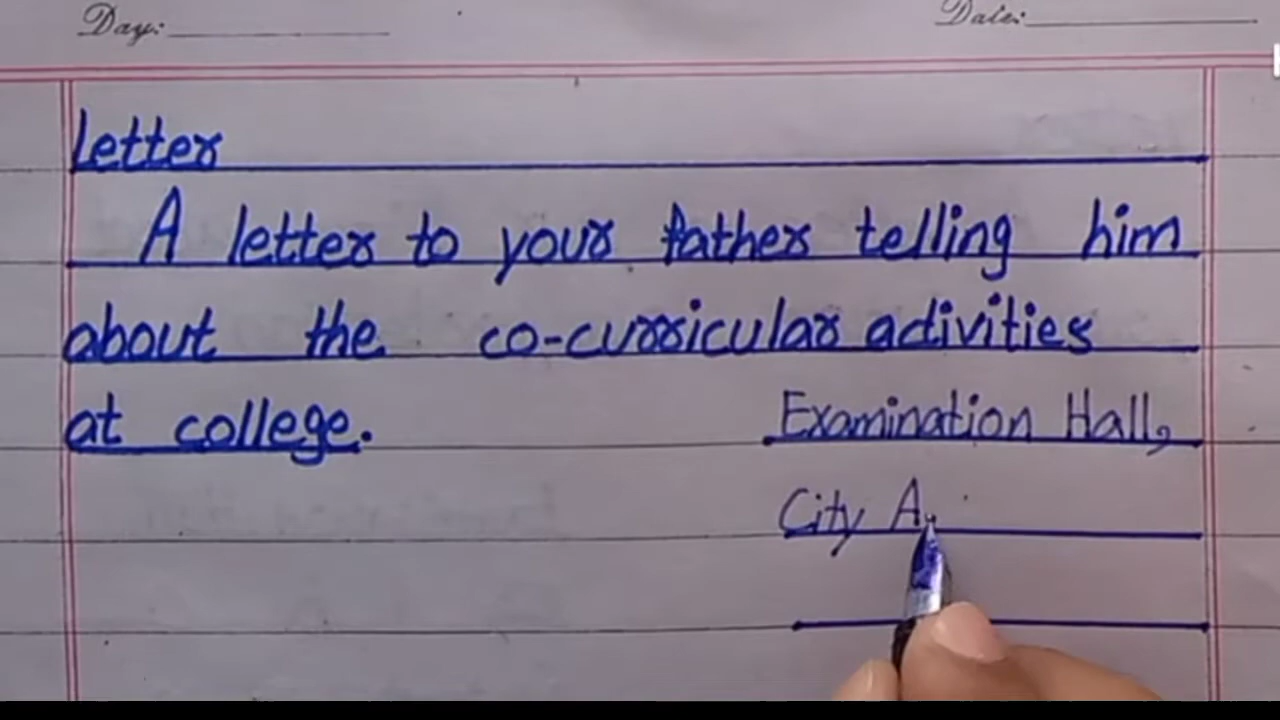 Day:
Date:
Letter
A letter to your father telling him
about the co-curricular activities
at college.
Examination Hall,
City A.